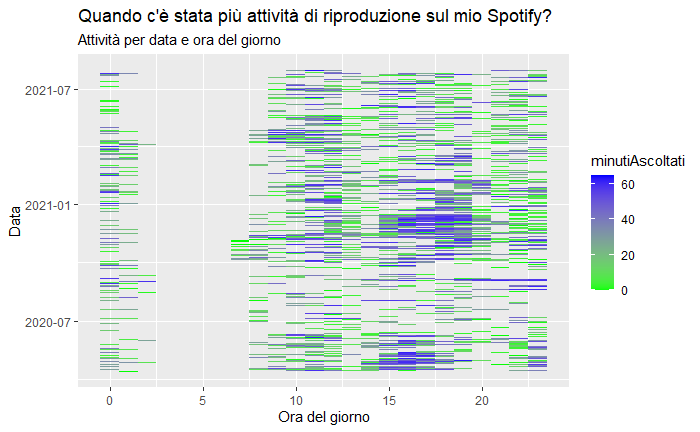 Quando c'è stata più attività di riproduzione sul mio Spotify?
Attività per data e ora del giorno
2021-07
2021-01
2020-07
Data
0 5 10 15 20
Ora del giorno
minutiAscoltati
60
40
20
0